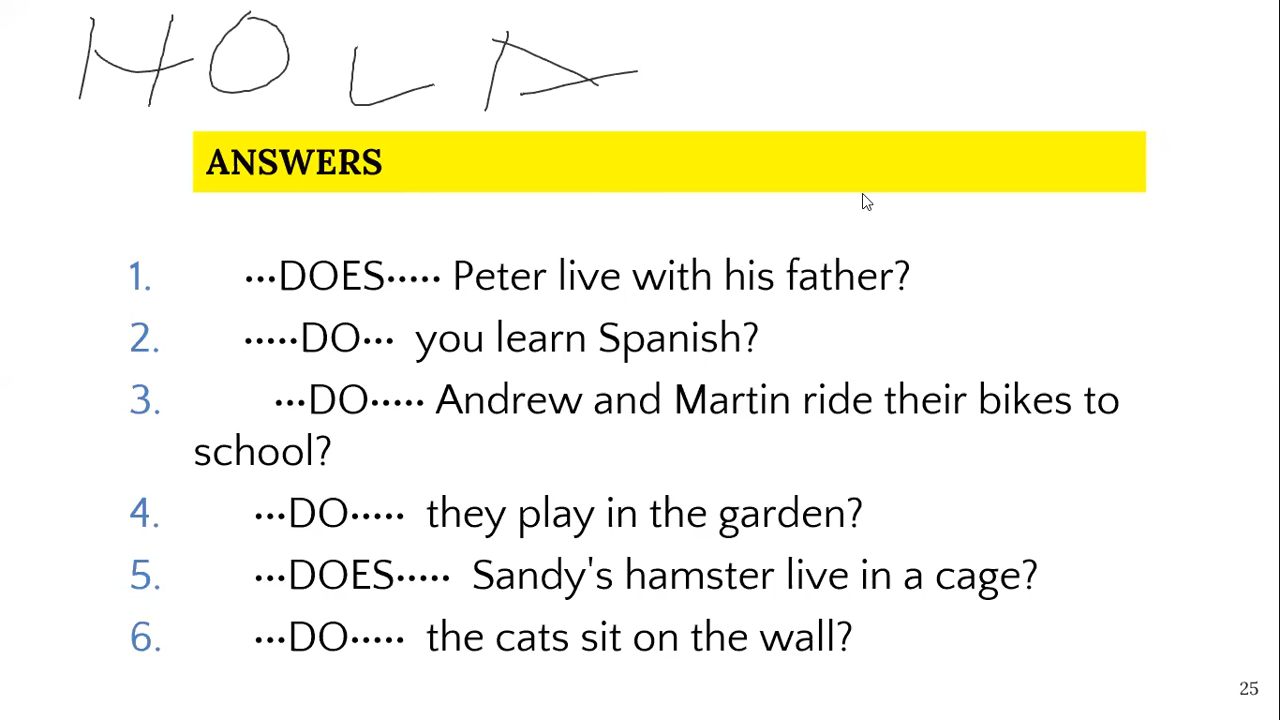 HOLA
ANSWERS
1. ...DOES..... Peter live with his father?
2. .....DO... you learn Spanish?
3. ...DO..... Andrew and Martin ride their bikes to
school?
4. ...DO..... they play in the garden?
5. ...DOES..... Sandy's hamster live in a cage?
6. ...DO..... the cats sit on the wall?
25